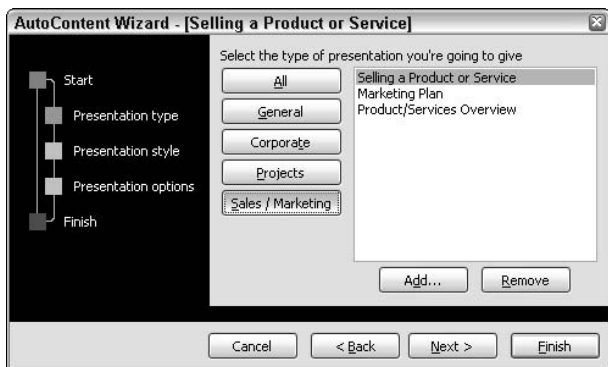 AutoContent Wizard - [Selling a Product or Service]
Select the type of presentation you're going to give
Start
Presentation type
Presentation style
Presentation options
Finish
All
General
Corporate
Projects
Sales / Marketing
Selling a Product or Service
Marketing Plan
Product/Services Overview
Add...
Remove
Cancel
< Back
Next >
Finish